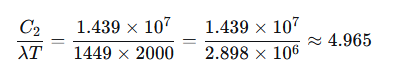 C₂/λT = 1.439 × 10⁷/1449 × 2000 = 1.439 × 10⁷/2.898 × 10⁶ ≈ 4.965